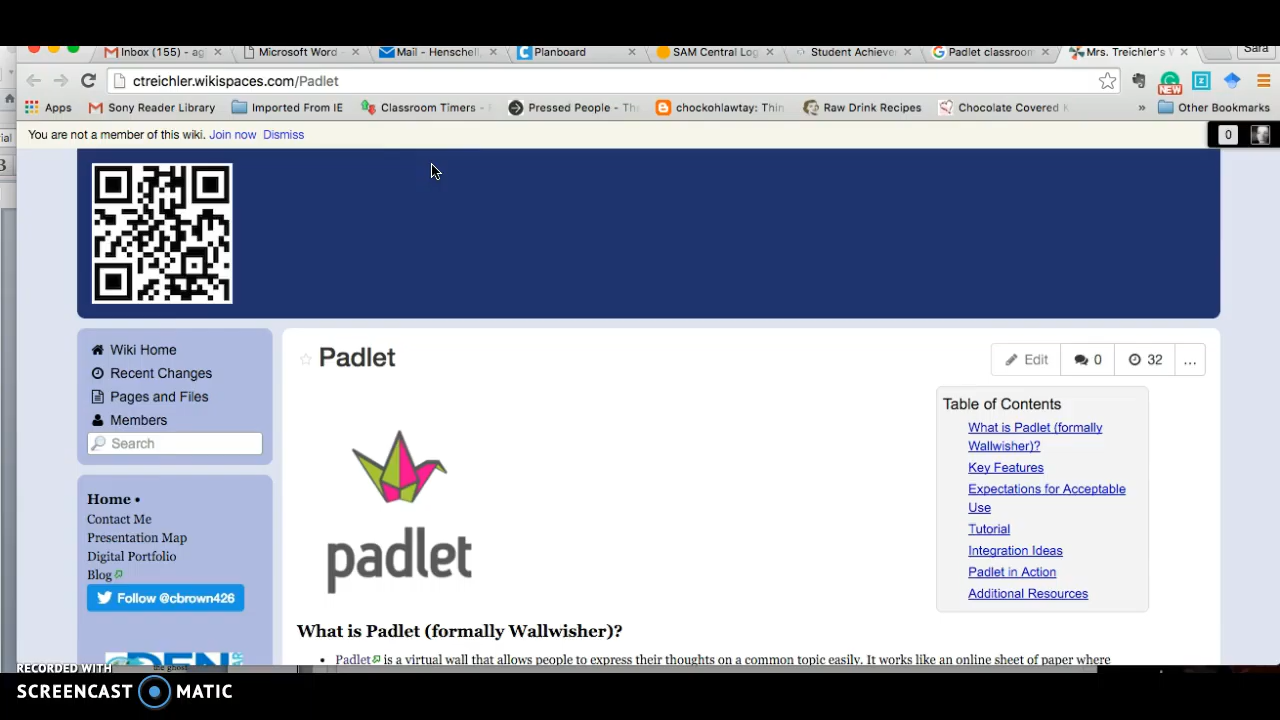 Inbox (155) - ag
Microsoft Word -
Mail - Henschell,
Planboard
SAM Central Log
Student Achieve
Padlet classroom
Mrs. Treichler's
Sara
ctreichler.wikispaces.com/Padlet
NEW
Apps
Sony Reader Library
Imported From IE
Classroom Timers -
Pressed People - Th
chockohlawtay: Thin
Raw Drink Recipes
Chocolate Covered
»
Other Bookmarks
You are not a member of this wiki. Join now Dismiss
0
Wiki Home
Recent Changes
Pages and Files
Members
Search
Home •
Contact Me
Presentation Map
Digital Portfolio
Blog
Follow @cbrown426
DEN
Padlet
Edit
0
32
...
padlet
Table of Contents
What is Padlet (formally
Wallwisher)?
Key Features
Expectations for Acceptable
Use
Tutorial
Integration Ideas
Padlet in Action
Additional Resources
What is Padlet (formally Wallwisher)?
• Padlet is a virtual wall that allows people to express their thoughts on a common topic easily. It works like an online sheet of paper where
RECORDED WITH
SCREENCAST MATIC